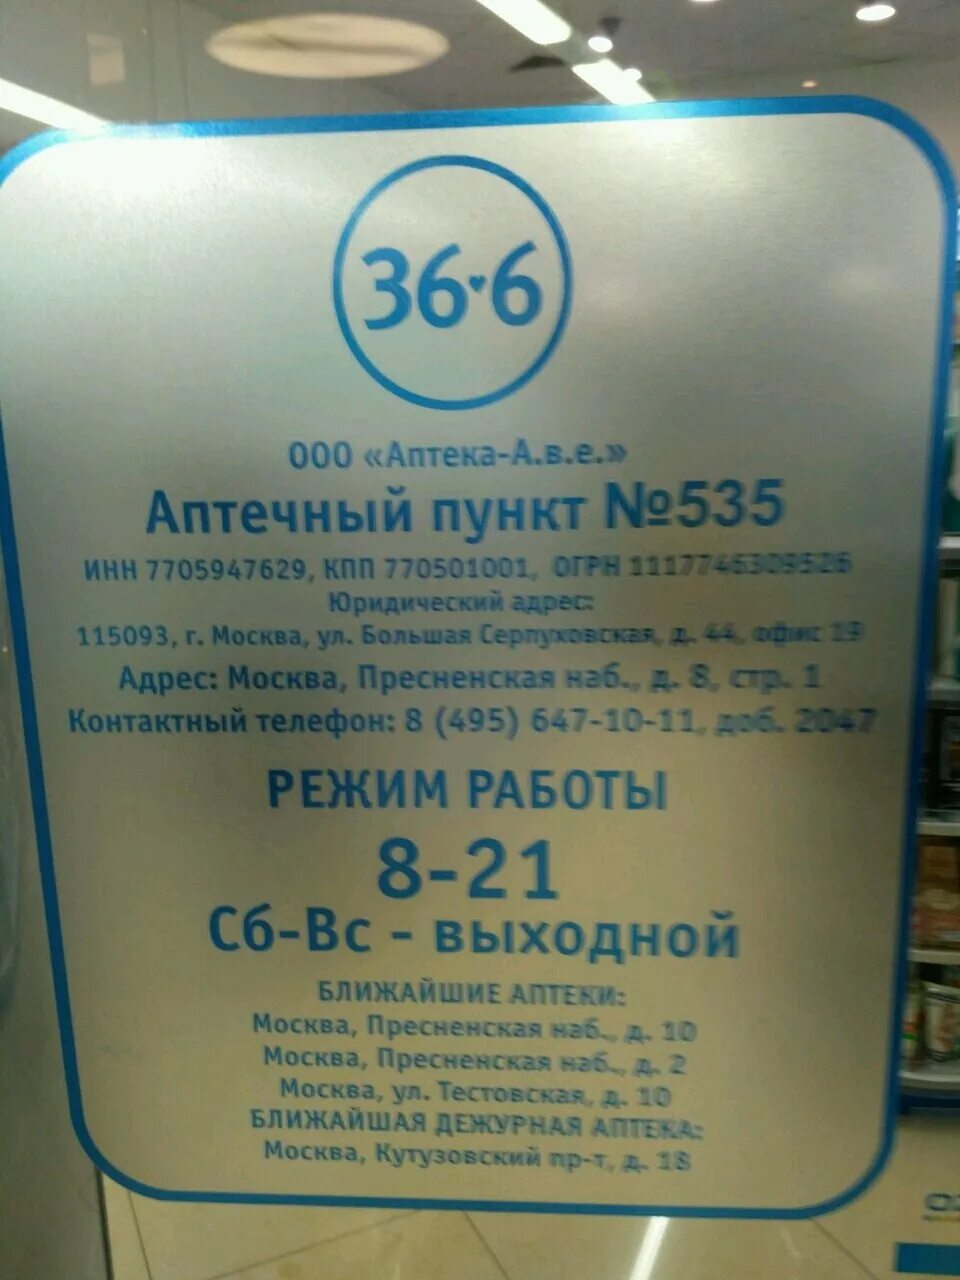 36·6
ООО «Аптека-А.в.е.»
Аптечный пункт №535
ИНН 7705947629, КПП 770501001, ОГРН 1117746309526
Юридический адрес:
115093, г. Москва, ул. Большая Серпуховская, д. 44, офис 19
Адрес: Москва, Пресненская наб., д. 8, стр. 1
Контактный телефон: 8 (495) 647-10-11, доб. 2047
РЕЖИМ РАБОТЫ
8-21
Сб-Вс - выходной
БЛИЖАЙШИЕ АПТЕКИ:
Москва, Пресненская наб., д. 10
Москва, Пресненская наб., д. 2
Москва, ул. Тестовская, д. 10
БЛИЖАЙШАЯ ДЕЖУРНАЯ АПТЕКА:
Москва, Кутузовский пр-т, д. 18